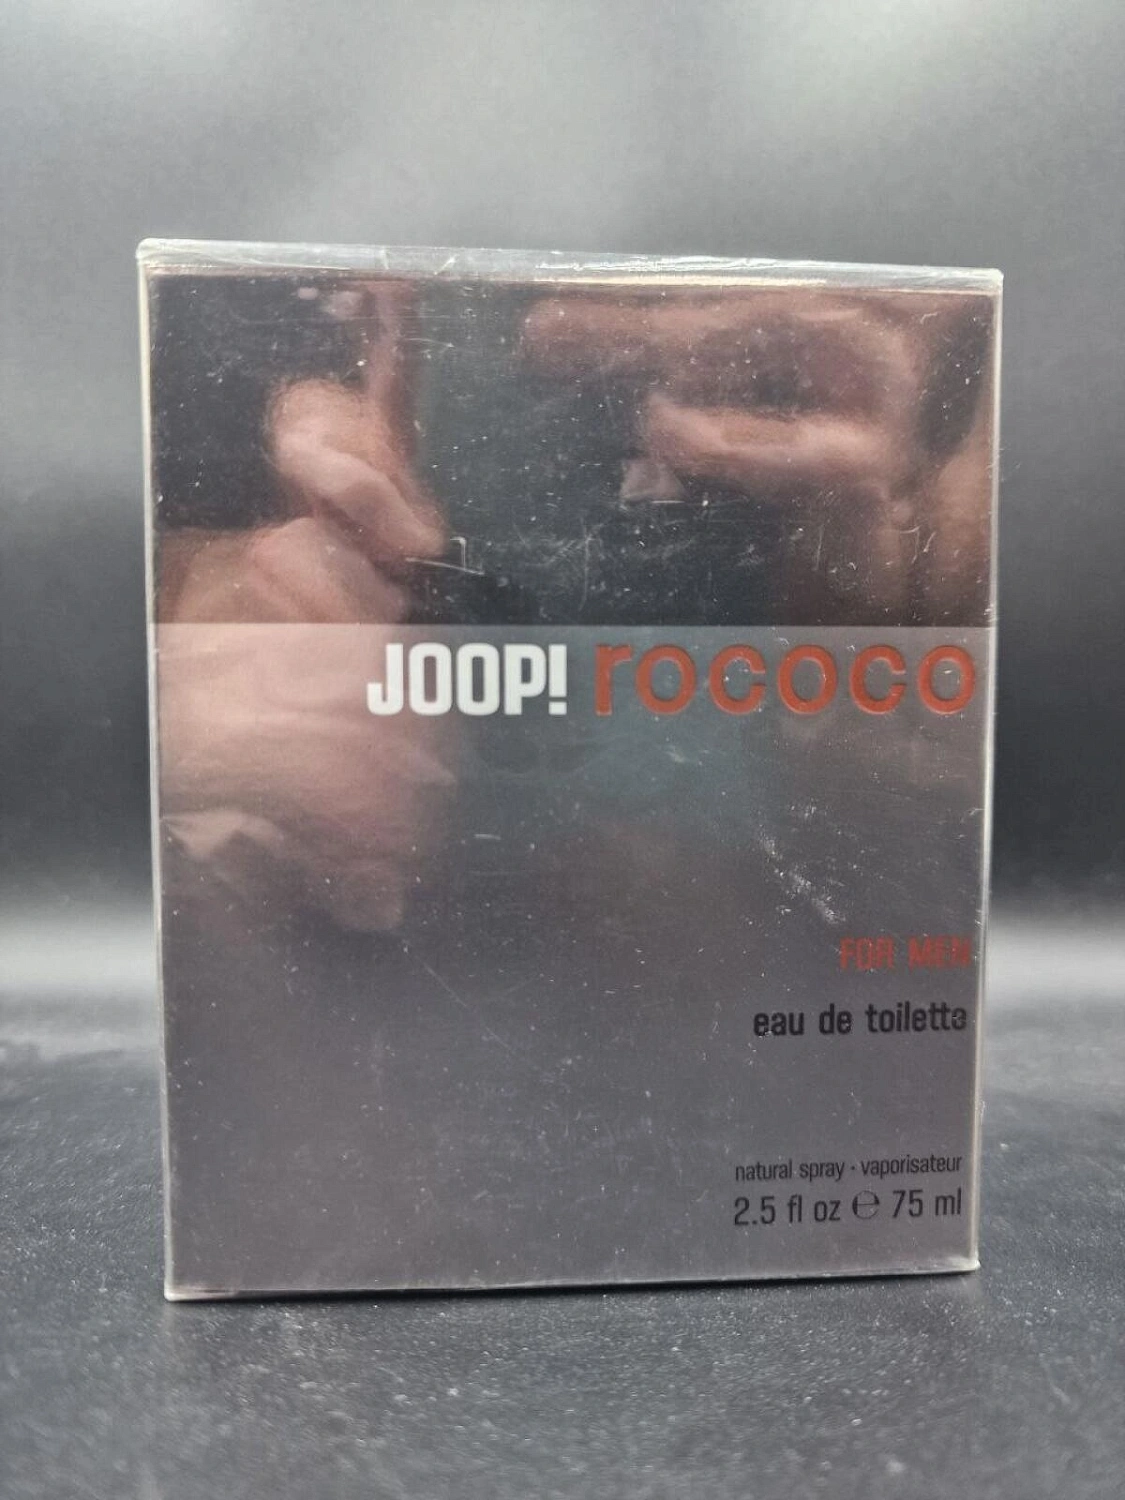 JOOP! rococo
FOR MEN
eau de toilette
natural spray · vaporisateur
2.5 fl oz ℮ 75 ml